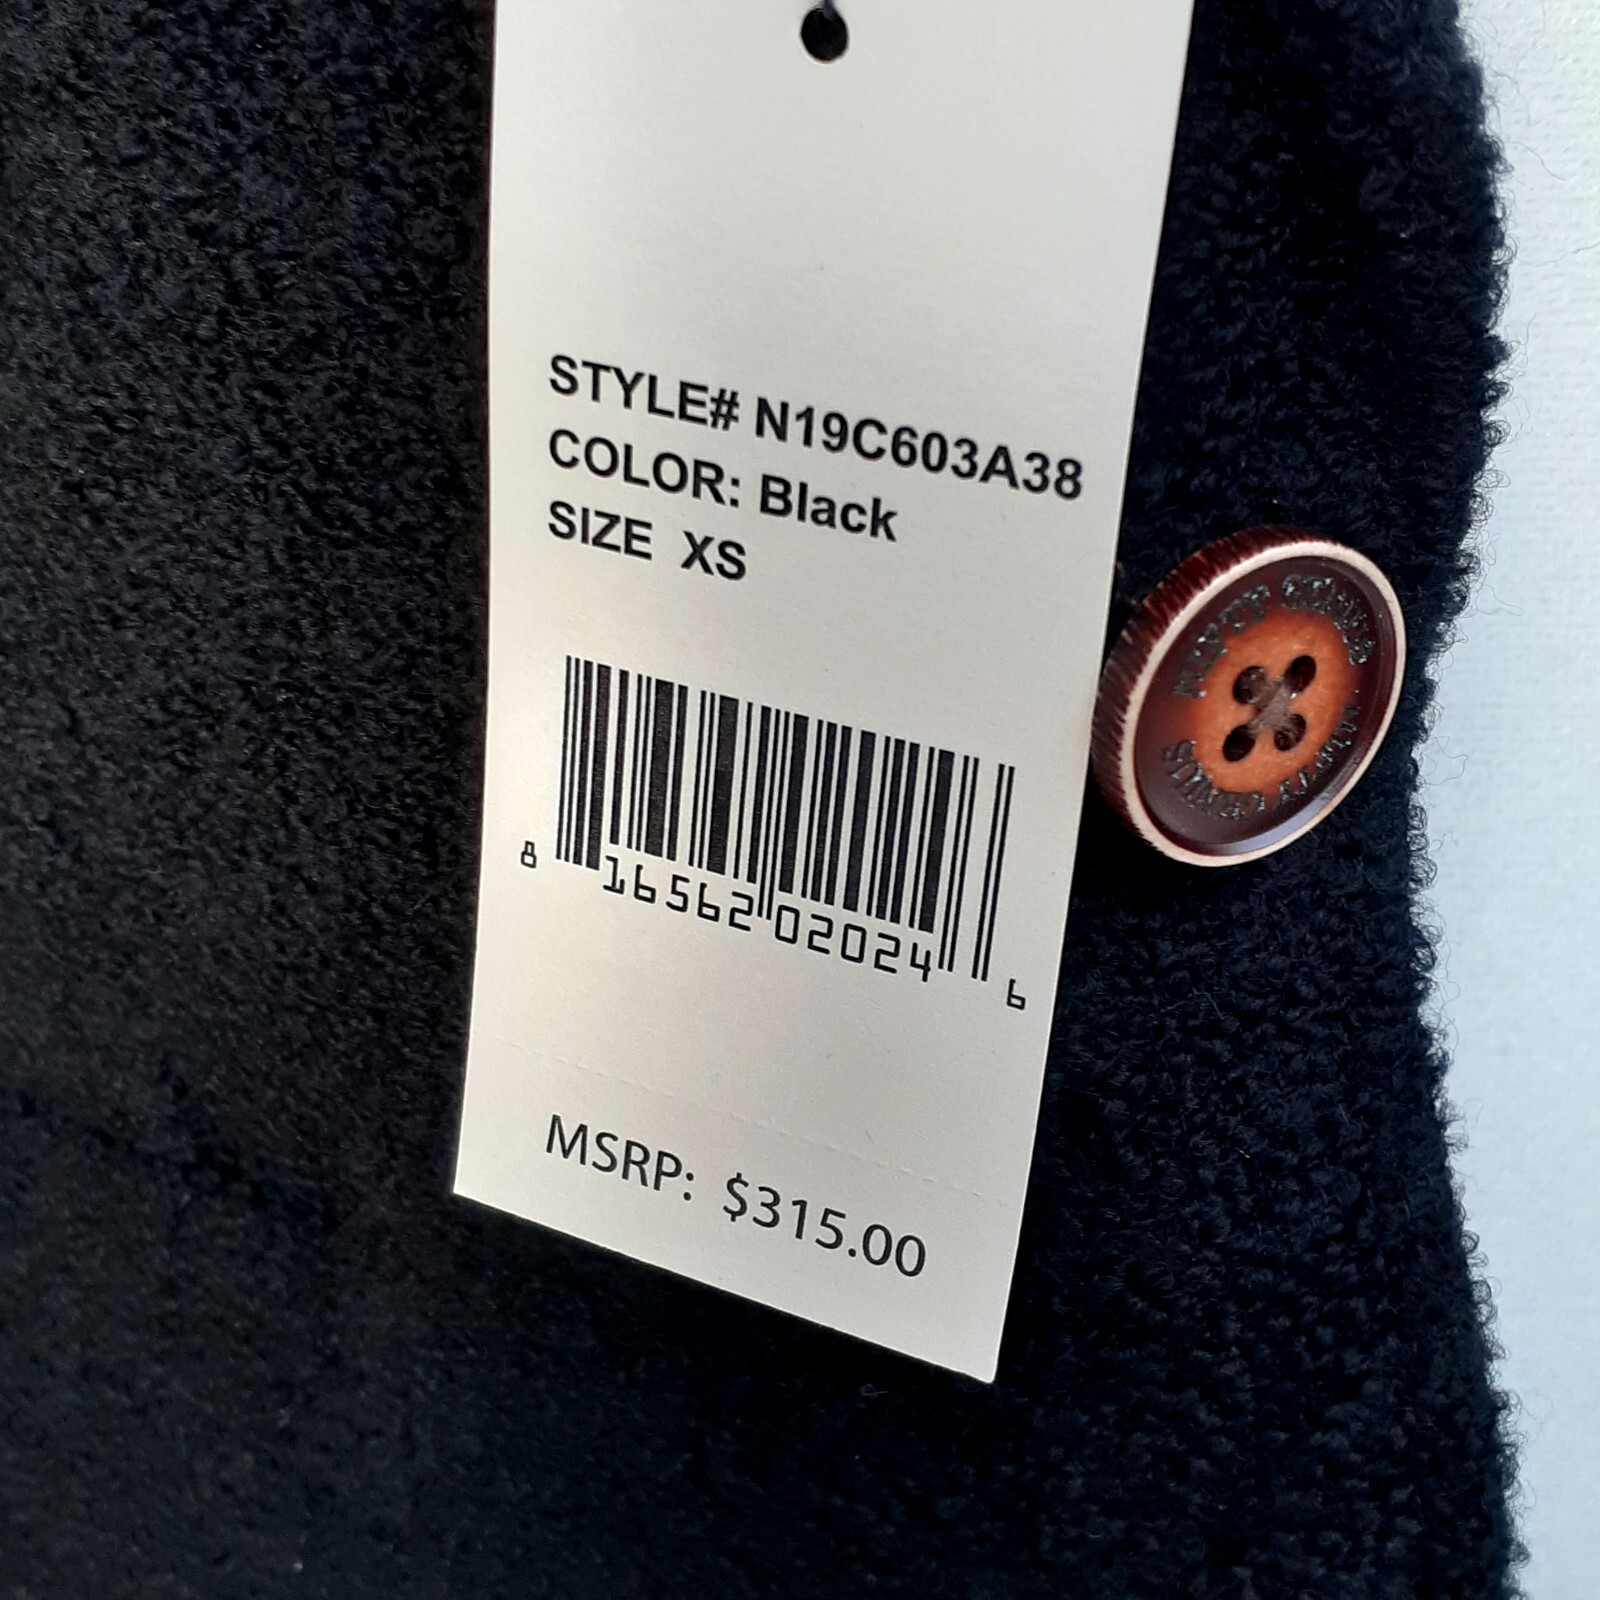 STYLE# N19C603A38
COLOR: Black
SIZE XS
8 16562 02024 6
MSRP: $315.00